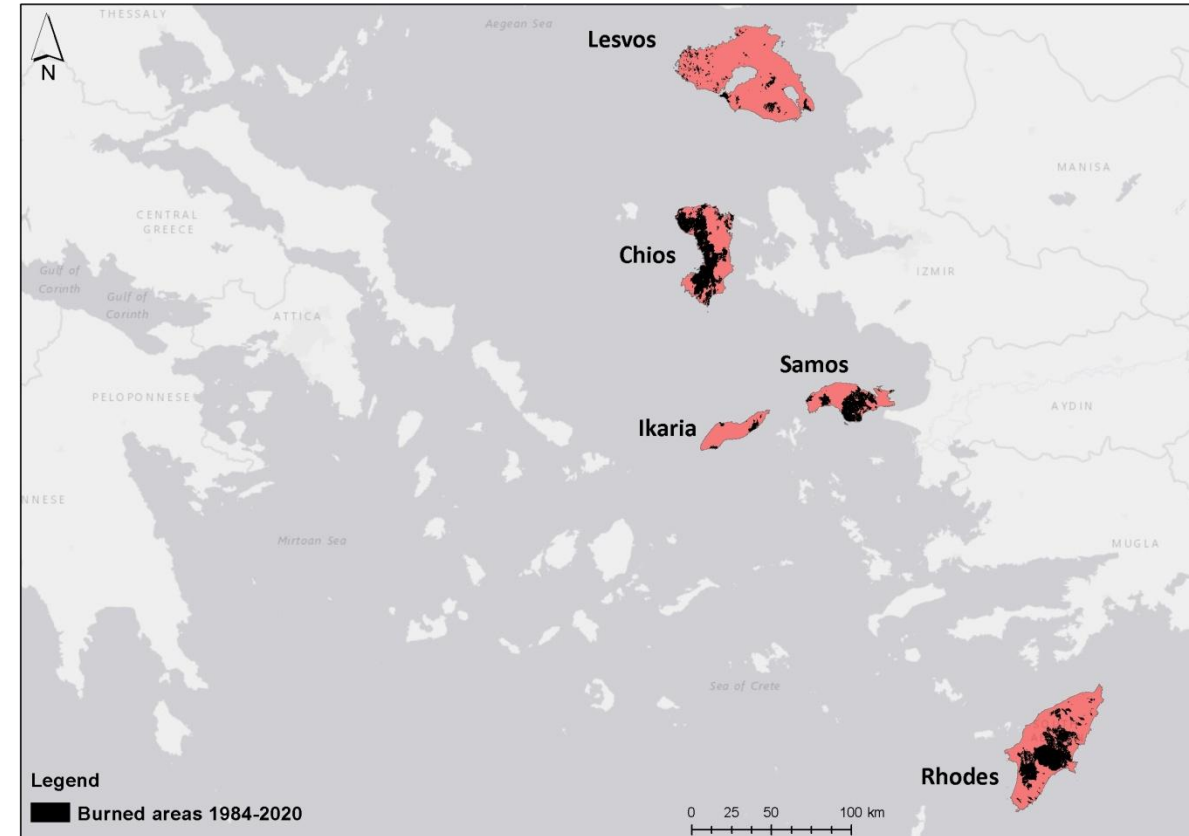 THESSALY
Aegean Sea
Lesvos
N
MANISA
CENTRAL
GREECE
Chios
Gulf of
Corinth
Gulf of
Corinth
IZMIR
ATTICA
Samos
PELOPONNESE
AYDIN
Ikaria
NNESE
Mirtoan Sea
MUGLA
Sea of Crete
Rhodes
Legend
Burned areas 1984-2020
0 25 50 100 km